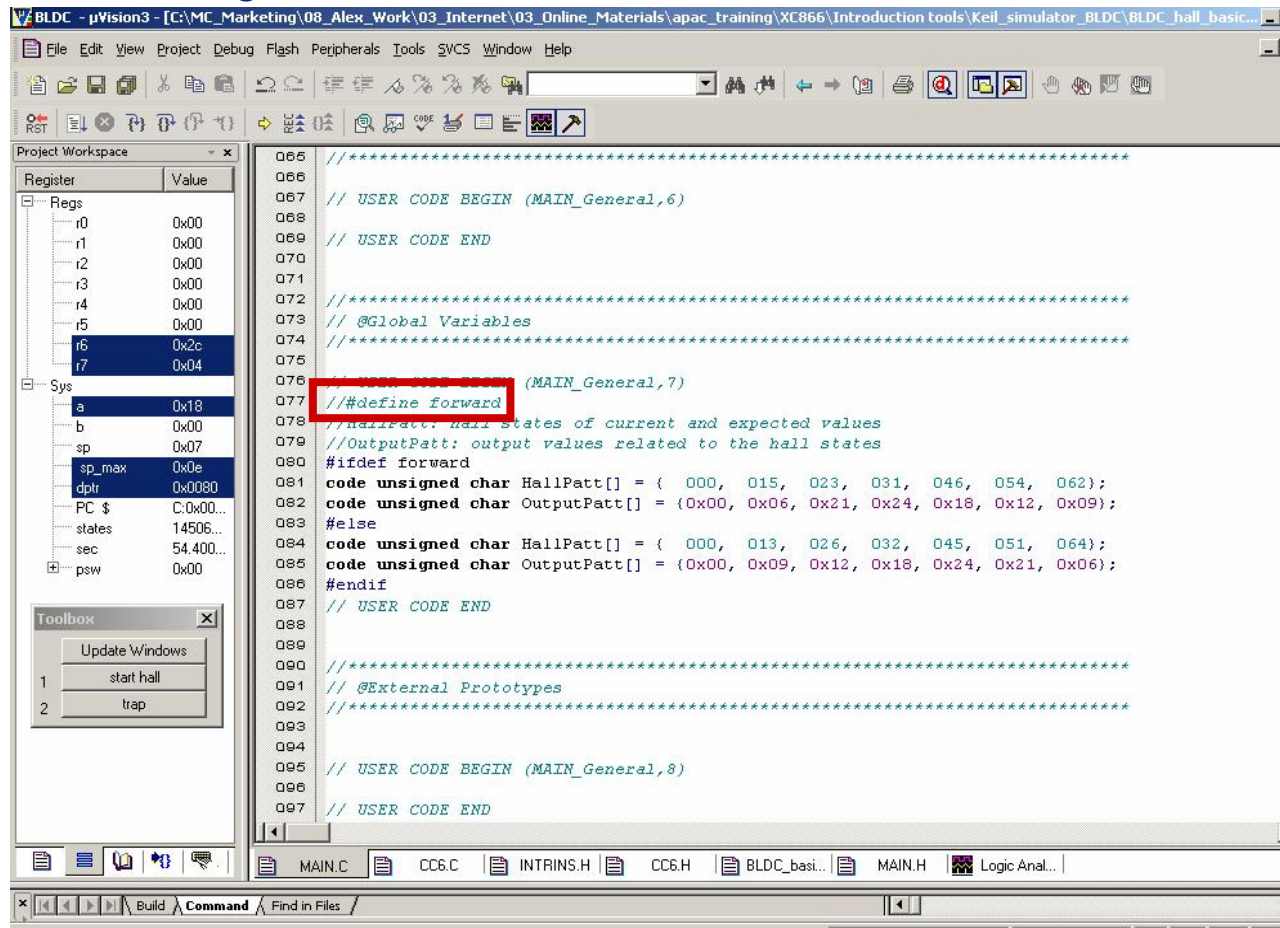 BLDC - µVision3 - [C:\MC_Marketing\08_Alex_Work\03_Internet\03_Online_Materials\apac_training\XC866\Introduction tools\Keil_simulator_BLDC\BLDC_hall_basic...
File Edit View Project Debug Flash Peripherals Tools SVCS Window Help
RST
CODE
Project Workspace
Register Value
Regs
r0 0x00
r1 0x00
r2 0x00
r3 0x00
r4 0x00
r5 0x00
r6 0x2c
r7 0x04
Sys
a 0x18
b 0x00
sp 0x07
sp_max 0x0e
dptr 0x0080
PC $ C:0x00...
states 14506...
sec 54.400...
psw 0x00
Toolbox
Update Windows
1 start hall
2 trap
065 //***************************************************************************
066
067 // USER CODE BEGIN (MAIN_General,6)
068
069 // USER CODE END
070
071
072 //***************************************************************************
073 // @Global Variables
074 //***************************************************************************
075
076 // USER CODE BEGIN (MAIN_General,7)
077 //#define forward
078 //HallPatt: hall states of current and expected values
079 //OutputPatt: output values related to the hall states
080 #ifdef forward
081 code unsigned char HallPatt[] = { 000, 015, 023, 031, 046, 054, 062};
082 code unsigned char OutputPatt[] = {0x00, 0x06, 0x21, 0x24, 0x18, 0x12, 0x09};
083 #else
084 code unsigned char HallPatt[] = { 000, 013, 026, 032, 045, 051, 064};
085 code unsigned char OutputPatt[] = {0x00, 0x09, 0x12, 0x18, 0x24, 0x21, 0x06};
086 #endif
087 // USER CODE END
088
089
090 //***************************************************************************
091 // @External Prototypes
092 //***************************************************************************
093
094
095 // USER CODE BEGIN (MAIN_General,8)
096
097 // USER CODE END
MAIN.C CC6.C INTRINS.H CC6.H BLDC_basi... MAIN.H Logic Anal...
Build Command Find in Files